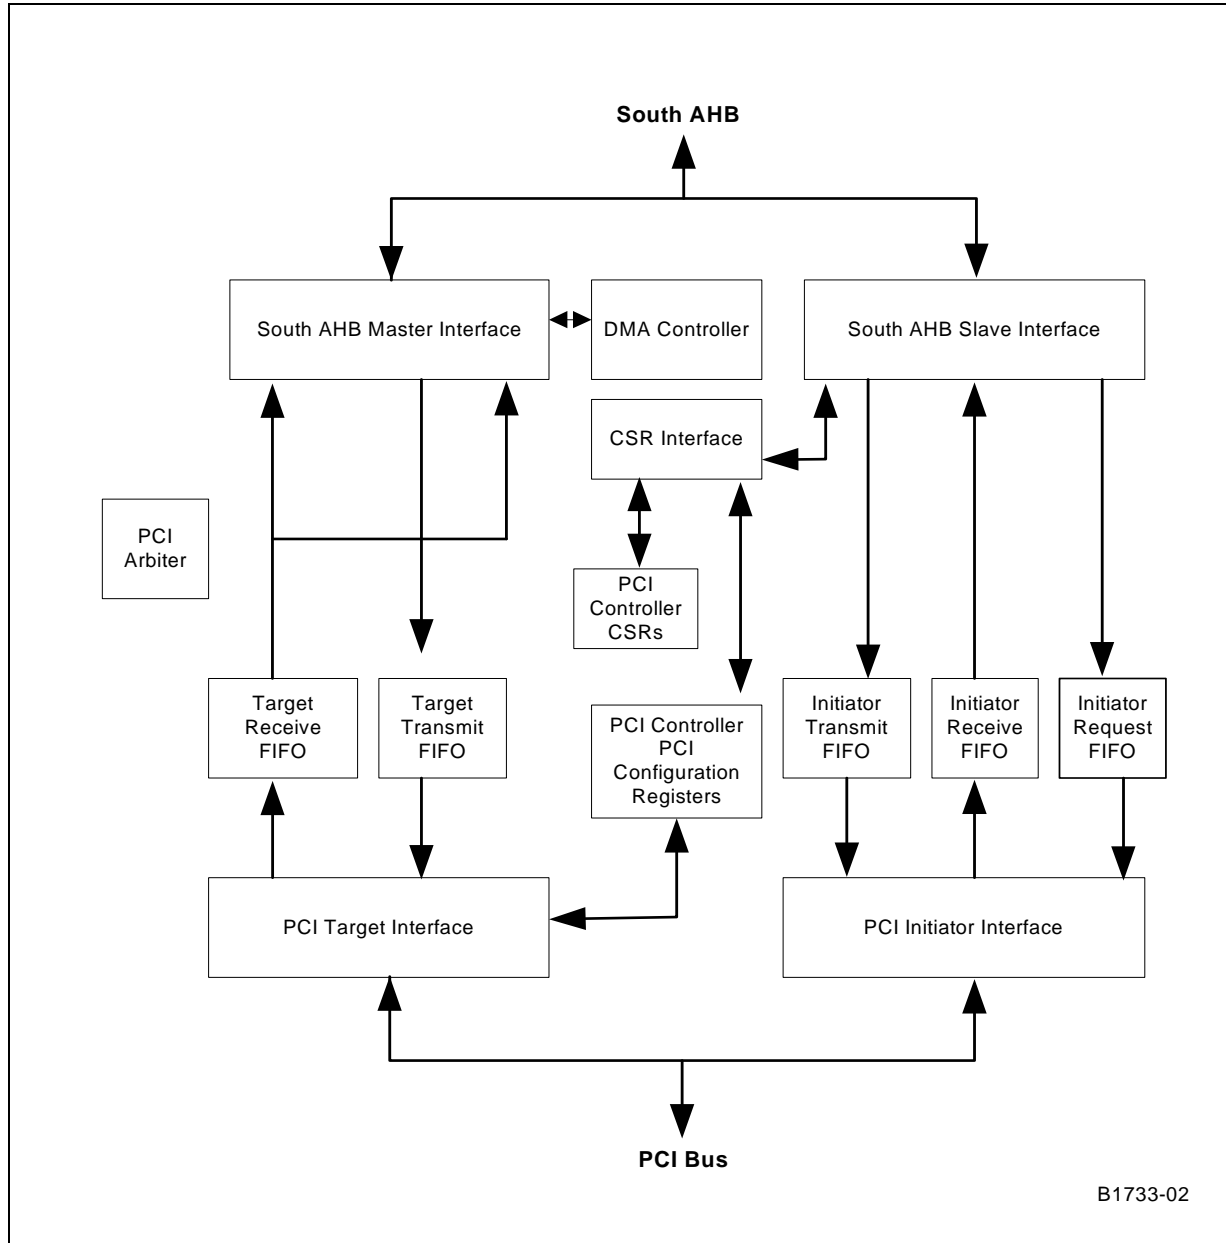 South AHB
South AHB Master Interface
DMA Controller
South AHB Slave Interface
CSR Interface
PCI
Arbiter
PCI
Controller
CSRs
Target
Receive
FIFO
Target
Transmit
FIFO
PCI Controller
PCI
Configuration
Registers
Initiator
Transmit
FIFO
Initiator
Receive
FIFO
Initiator
Request
FIFO
PCI Target Interface
PCI Initiator Interface
PCI Bus
B1733-02